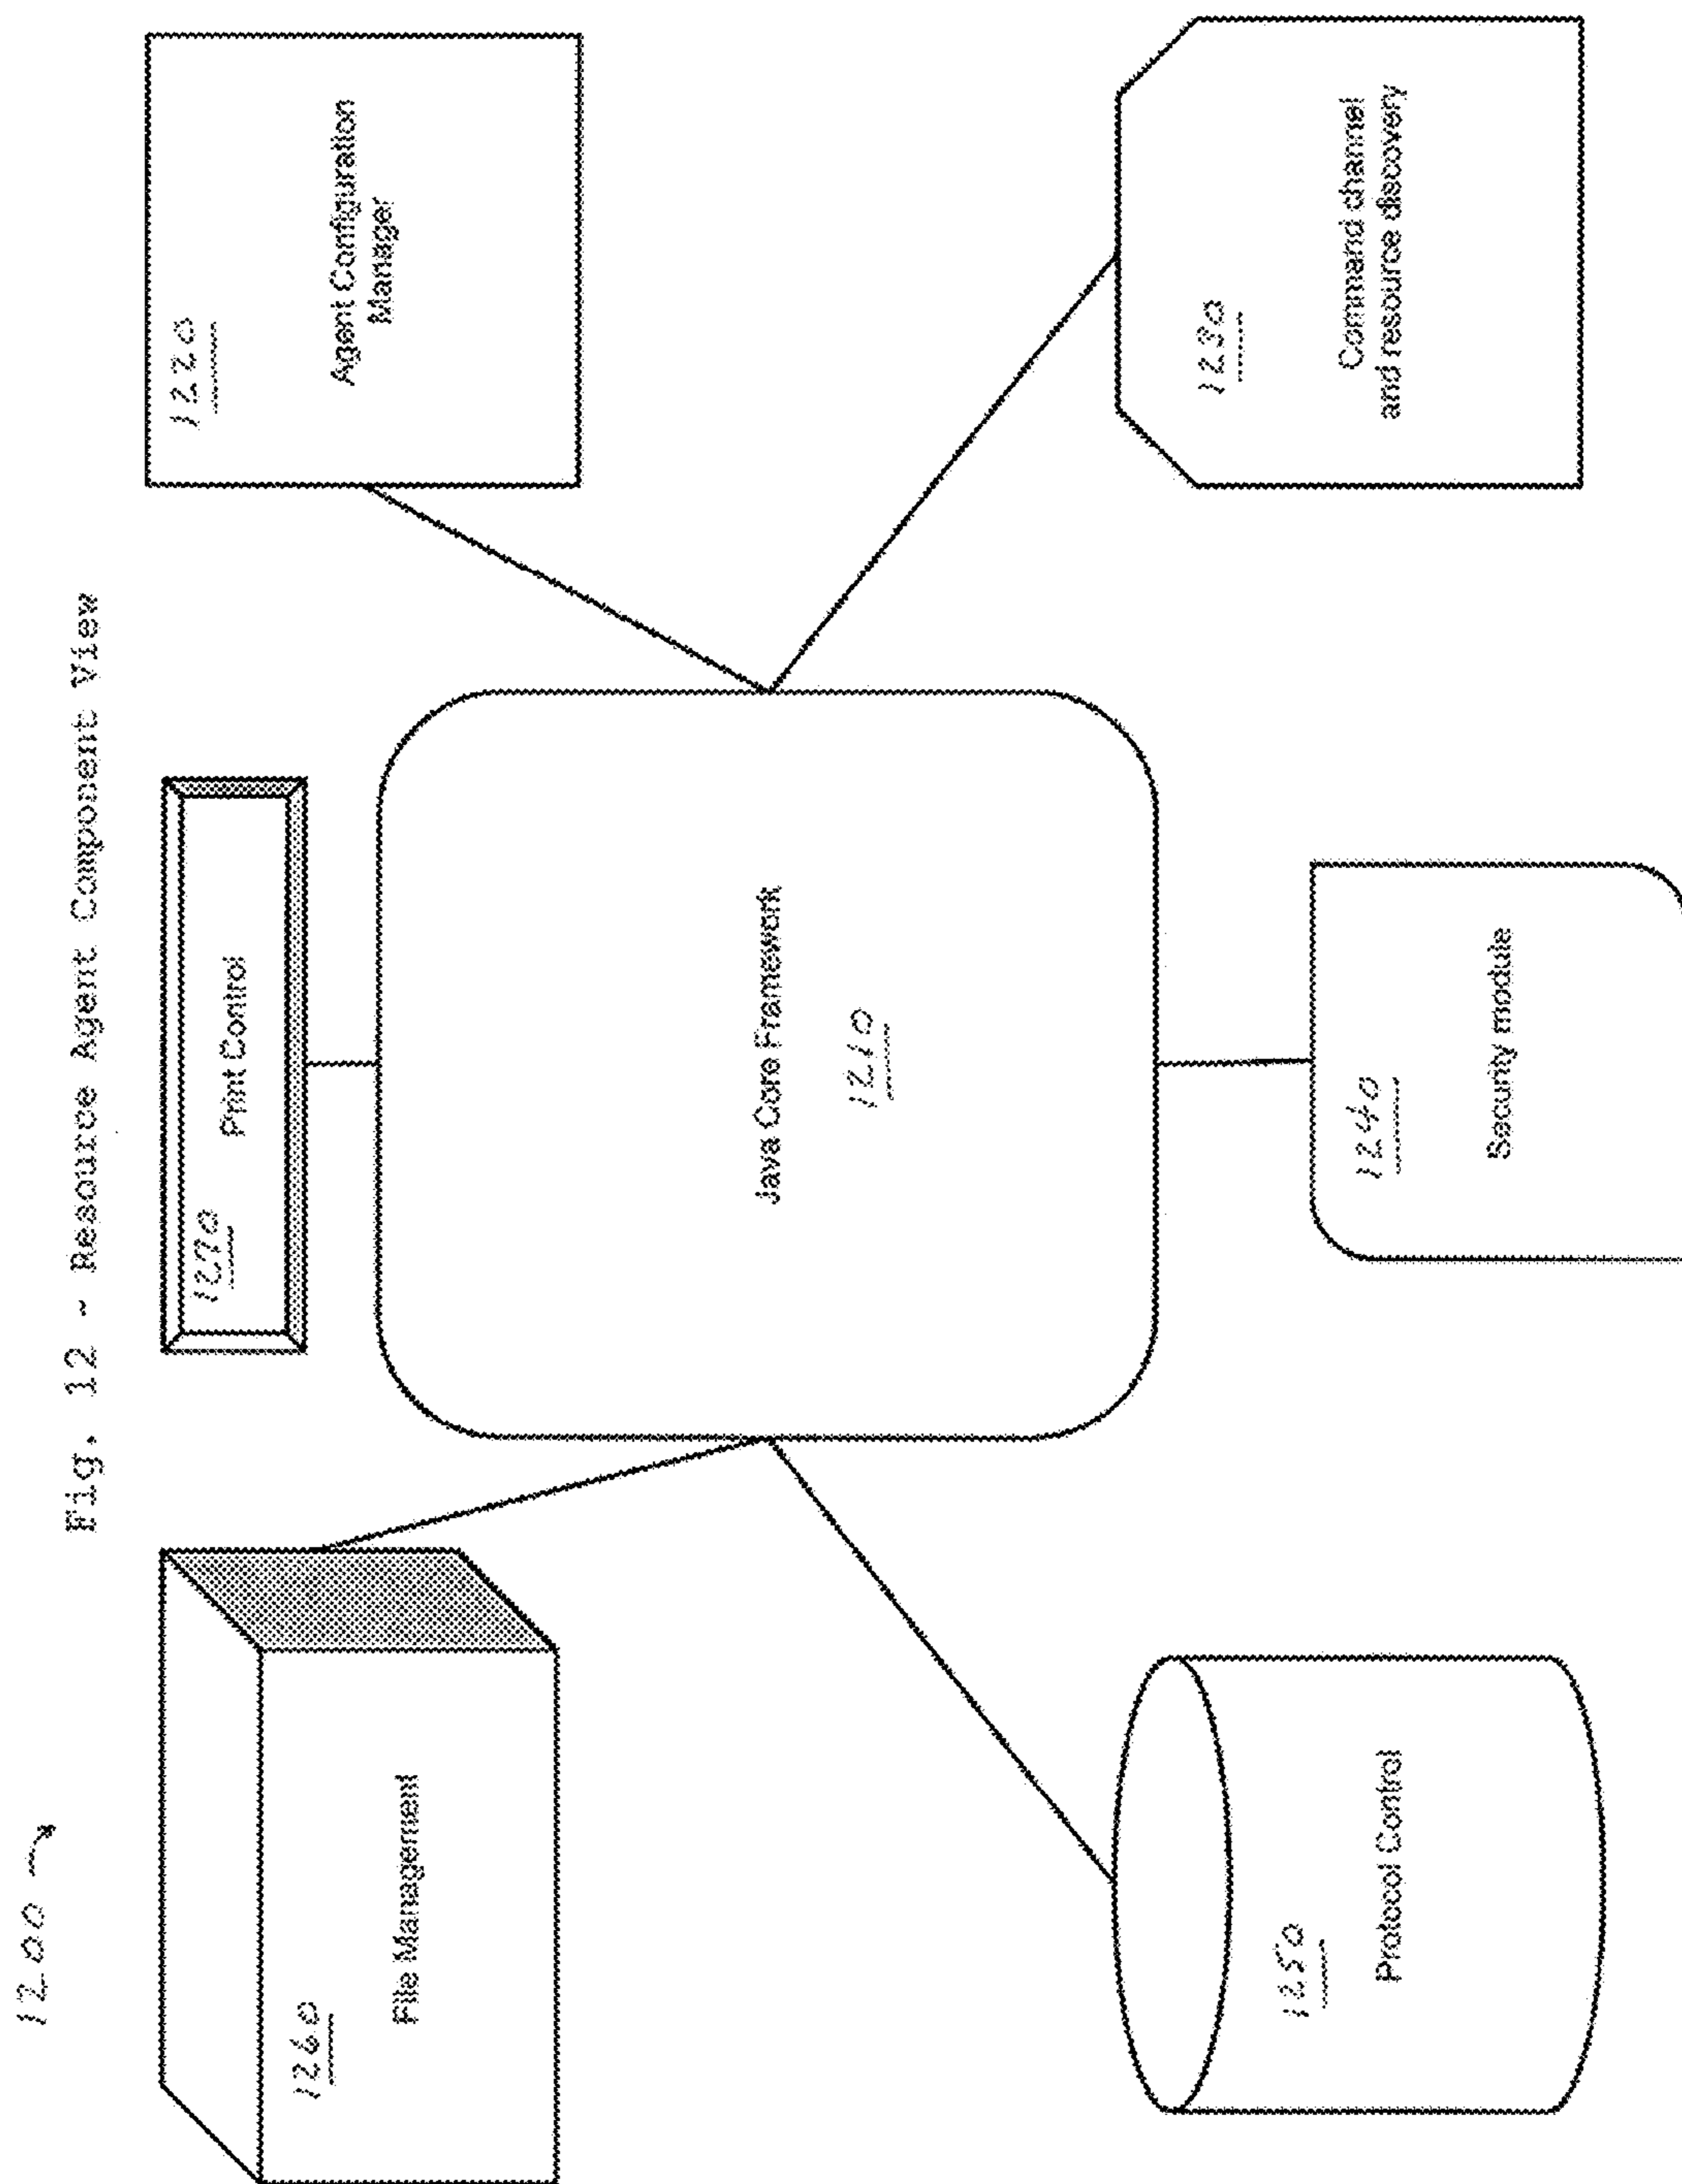 1200
Fig. 12 - Resource Agent Component View
1260
File Management
1270
Print Control
1220
Agent Configuration
Manager
Java Core Framework
1210
1250
Protocol Control
1240
Security module
1230
Command channel
and resource discovery